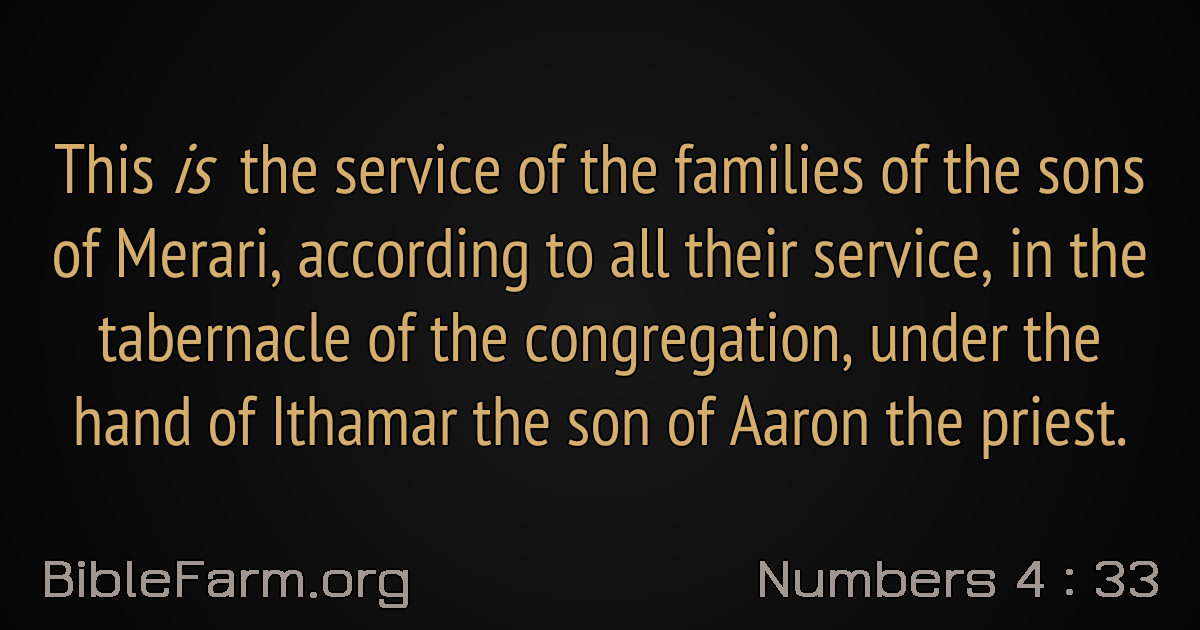 This is the service of the families of the sons
of Merari, according to all their service, in the
tabernacle of the congregation, under the
hand of Ithamar the son of Aaron the priest.
BibleFarm.org
Numbers 4 : 33